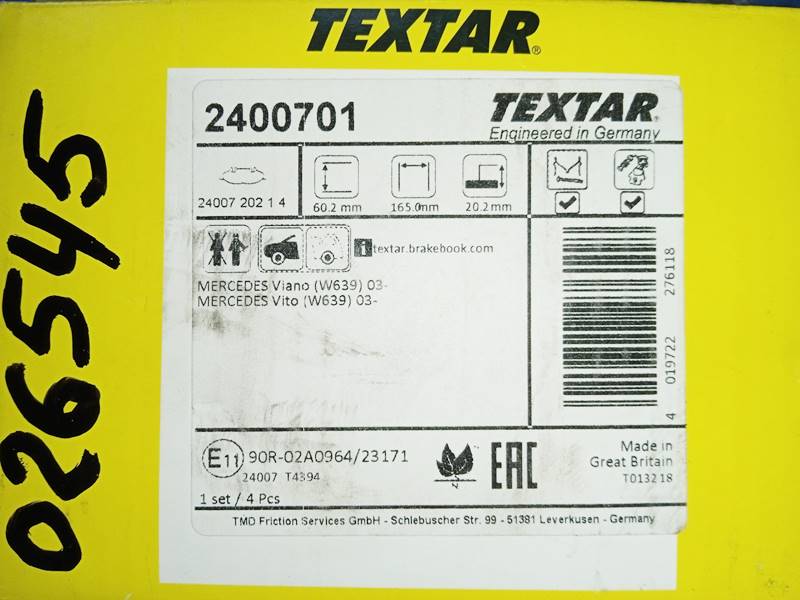 TEXTAR®
026545
2400701
TEXTAR®
Engineered in Germany
24007 202 1 4
60.2 mm
165.0mm
20.2mm
i textar.brakebook.com
MERCEDES Viano (W639) 03-
MERCEDES Vito (W639) 03-
4 019722 276118
E11 90R-02A0964/23171
24007 T4394
EAC
Made in
Great Britain
T013218
1 set / 4 Pcs
TMD Friction Services GmbH - Schlebuscher Str. 99 - 51381 Leverkusen - Germany